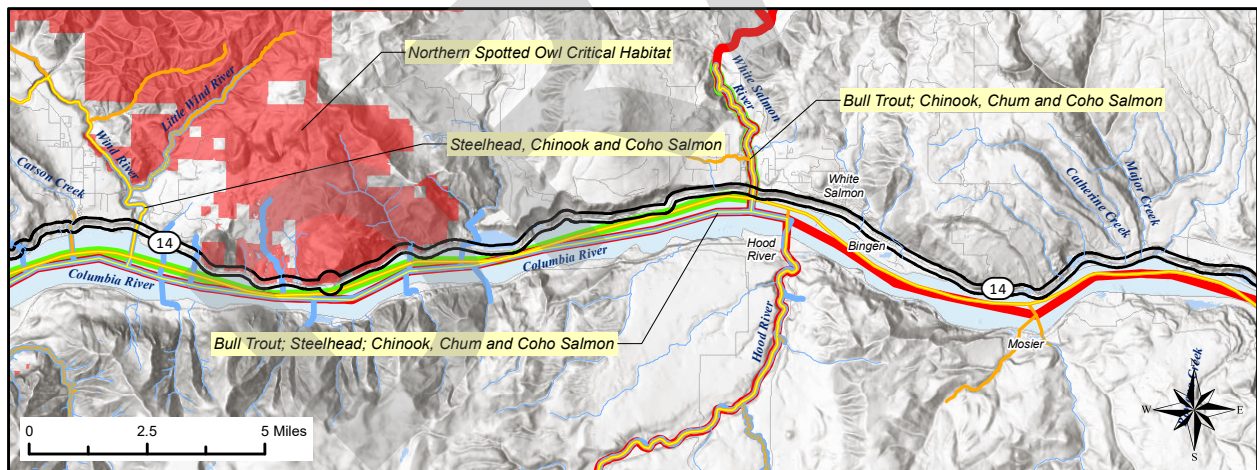 Northern Spotted Owl Critical Habitat
White Salmon
River
Bull Trout; Chinook, Chum and Coho Salmon
Little Wind River
Wind River
Steelhead, Chinook and Coho Salmon
Carson Creek
White
Salmon
Catherine Creek
Major Creek
14
Hood
River
Bingen
Columbia River
Columbia River
14
Bull Trout; Steelhead; Chinook, Chum and Coho Salmon
Hood River
Mosier
Creek
N
W
E
S
0
2.5
5 Miles